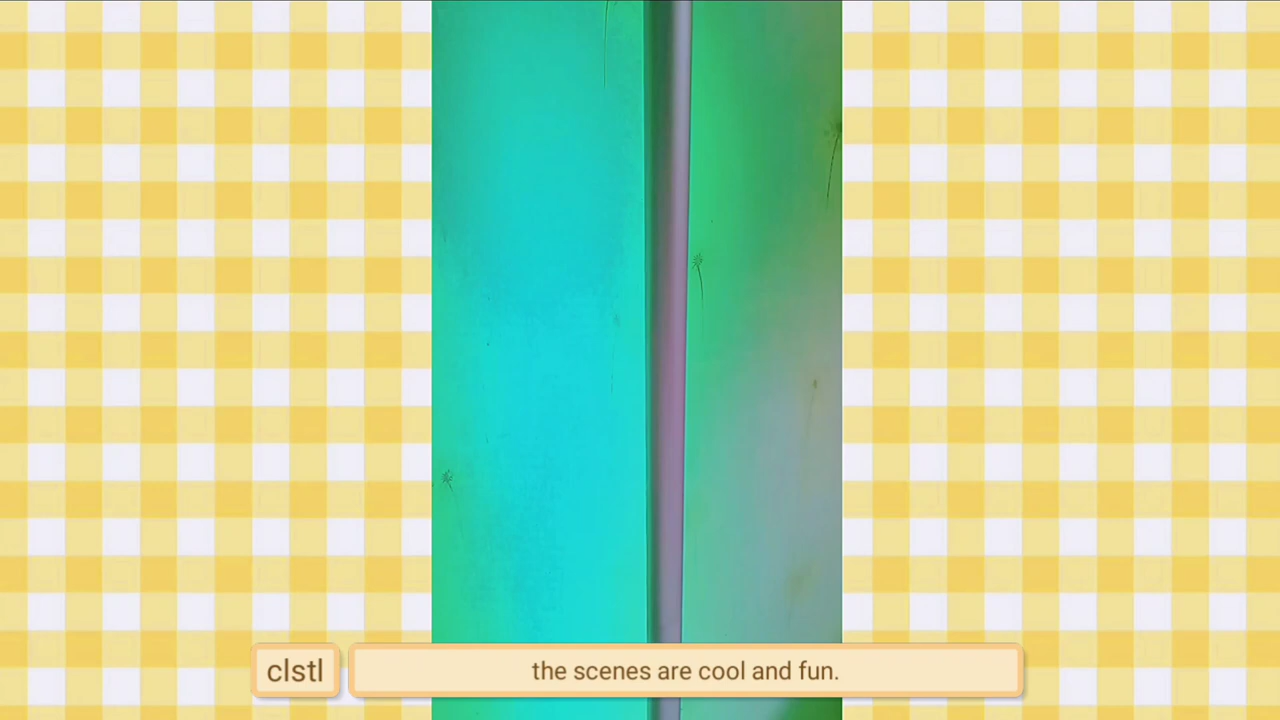 clstl
the scenes are cool and fun.